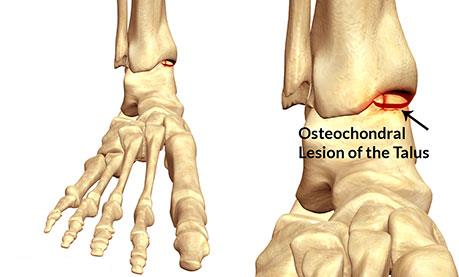 Osteochondral
Lesion of the Talus